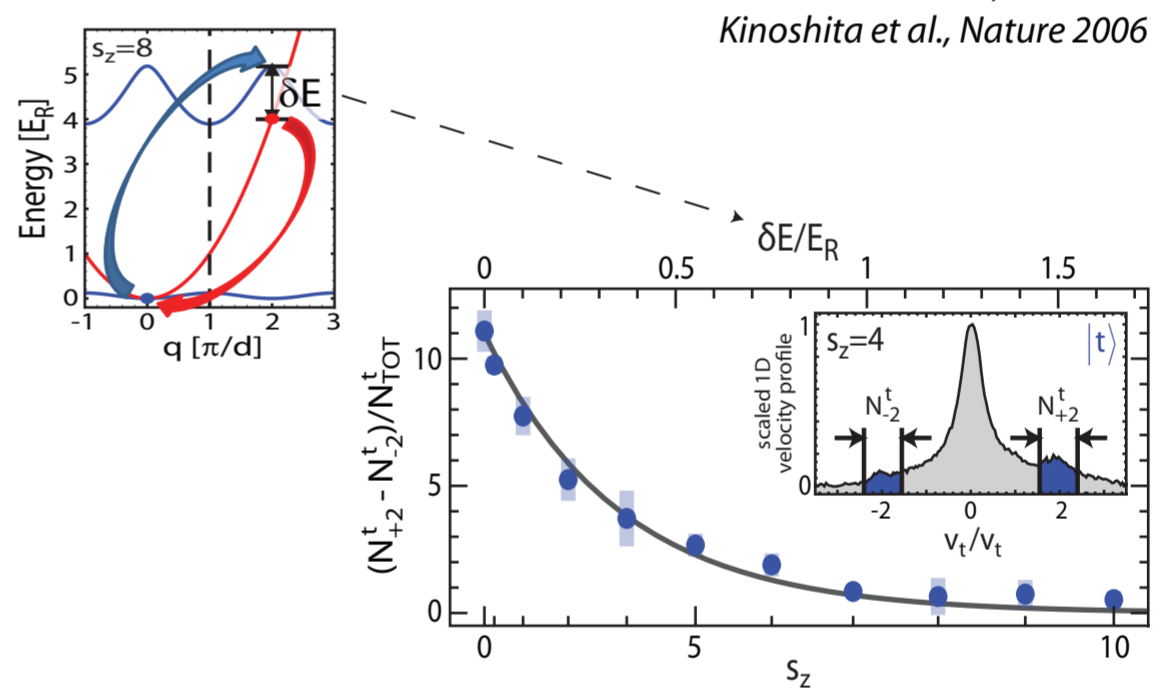 Kinoshita et al., Nature 2006
s_z=8
δE
Energy [E_R]
5
4
3
2
1
0
-1 0 1 2 3
q [π/d]
δE/E_R
0 0.5 1 1.5
(N^t_{+2} - N^t_{-2})/N^t_{TOT}
10
5
0
0 5 10
s_z
s_z=4
|t⟩
scaled 1D
velocity profile
1
0
N^t_{-2} N^t_{+2}
-2 0 2
v_t/v_t